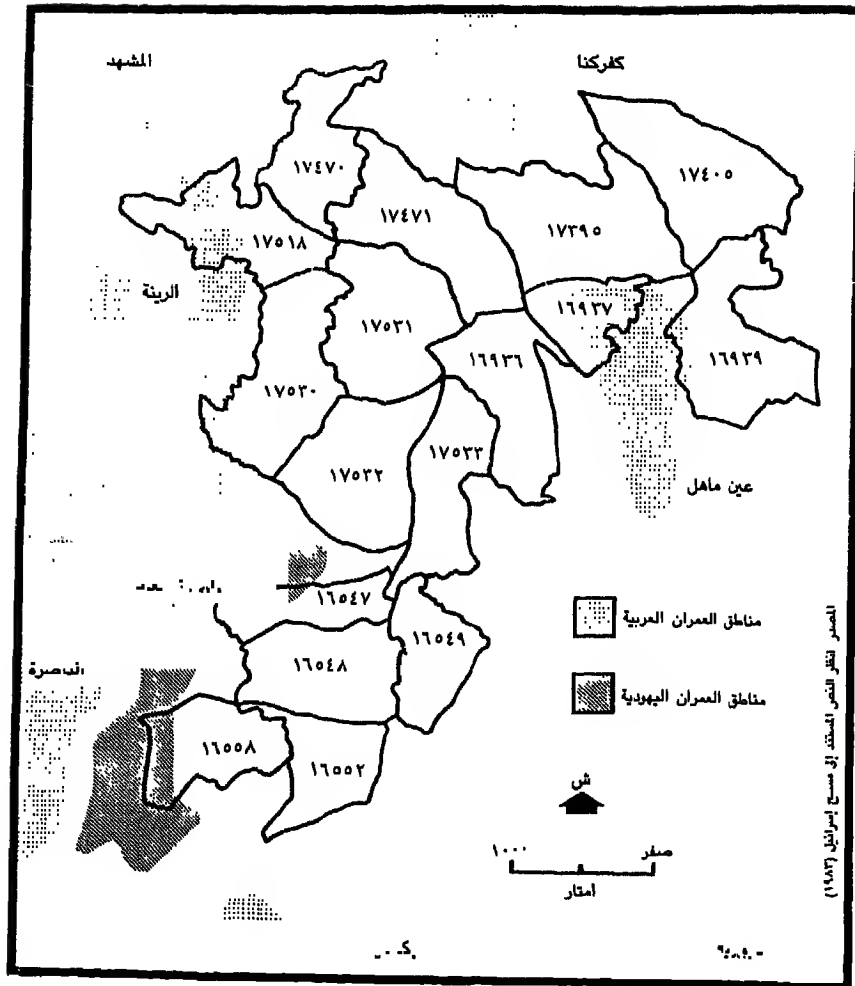 المشهد
كفركنا
١٧٤٧٠
١٧٤٠٥
١٧٤٧١
١٧٣٩٥
١٧٥١٨
الرينة
١٦٩٣٧
١٧٥٣١
١٦٩٣٦
١٦٩٣٩
١٧٥٣٠
١٧٥٣٣
١٧٥٣٢
عين ماهل
١٦٥٤٧
١٦٥٤٩
مناطق العمران العربية
١٦٥٤٨
الناصرة
مناطق العمران اليهودية
١٦٥٥٨
١٦٥٥٢
ش
صفر
١٠٠٠
امتار
المصدر انظر النص المستند إلى مسح إسرائيل (١٩٨٣)